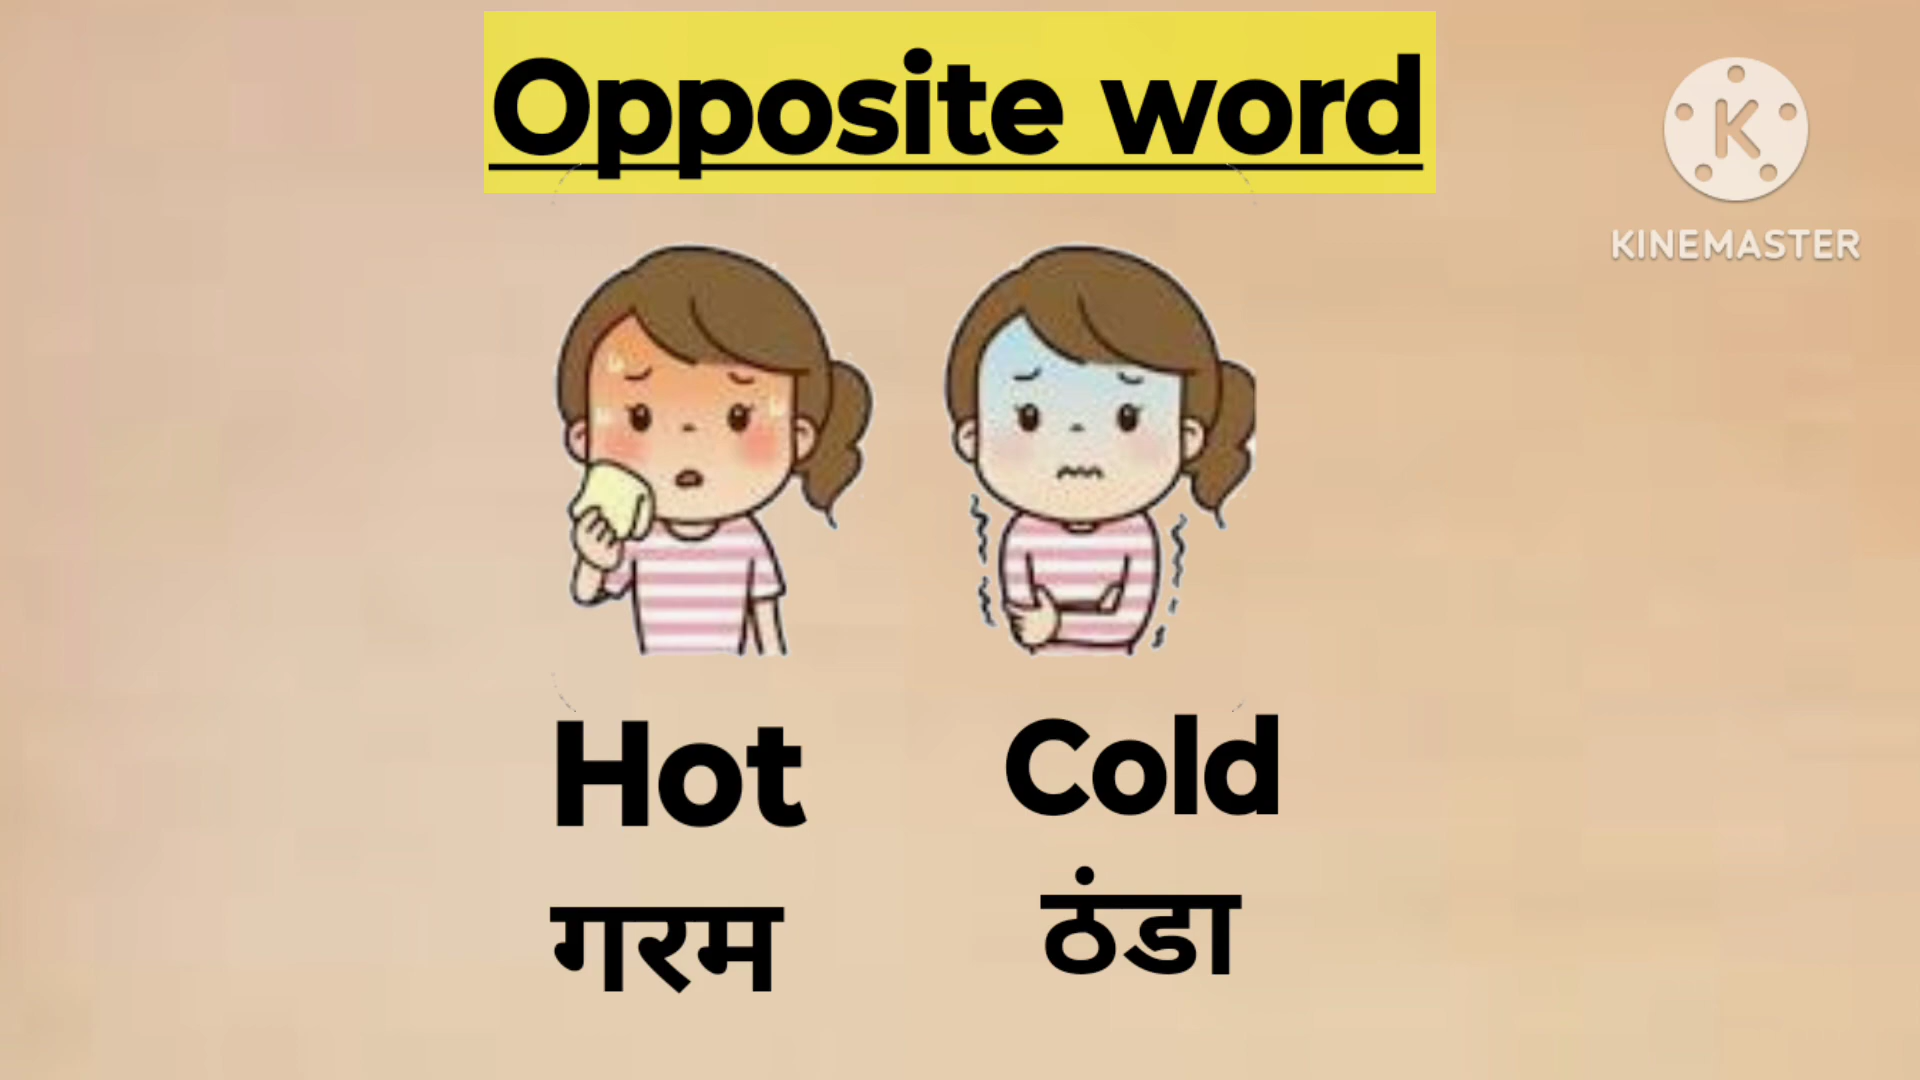 Opposite word
K
KINEMASTER
Hot
Cold
गरम
ठंडा